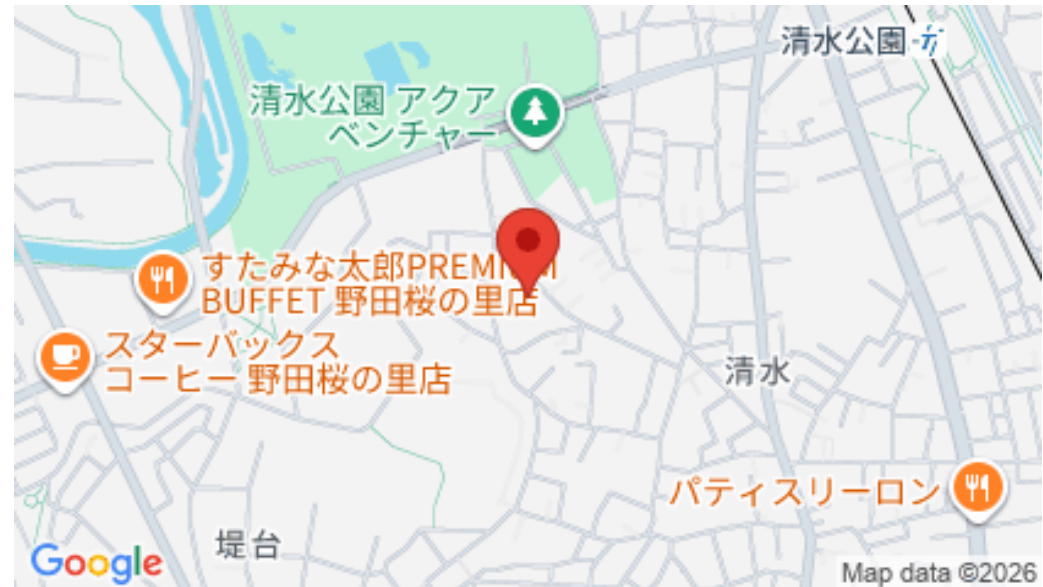 清水公園
清水公園 アクア
ベンチャー
すたみな太郎PREMIUM
BUFFET 野田桜の里店
スターバックス
コーヒー 野田桜の里店
清水
パティスリーロン
堤台
Google
Map data ©2026